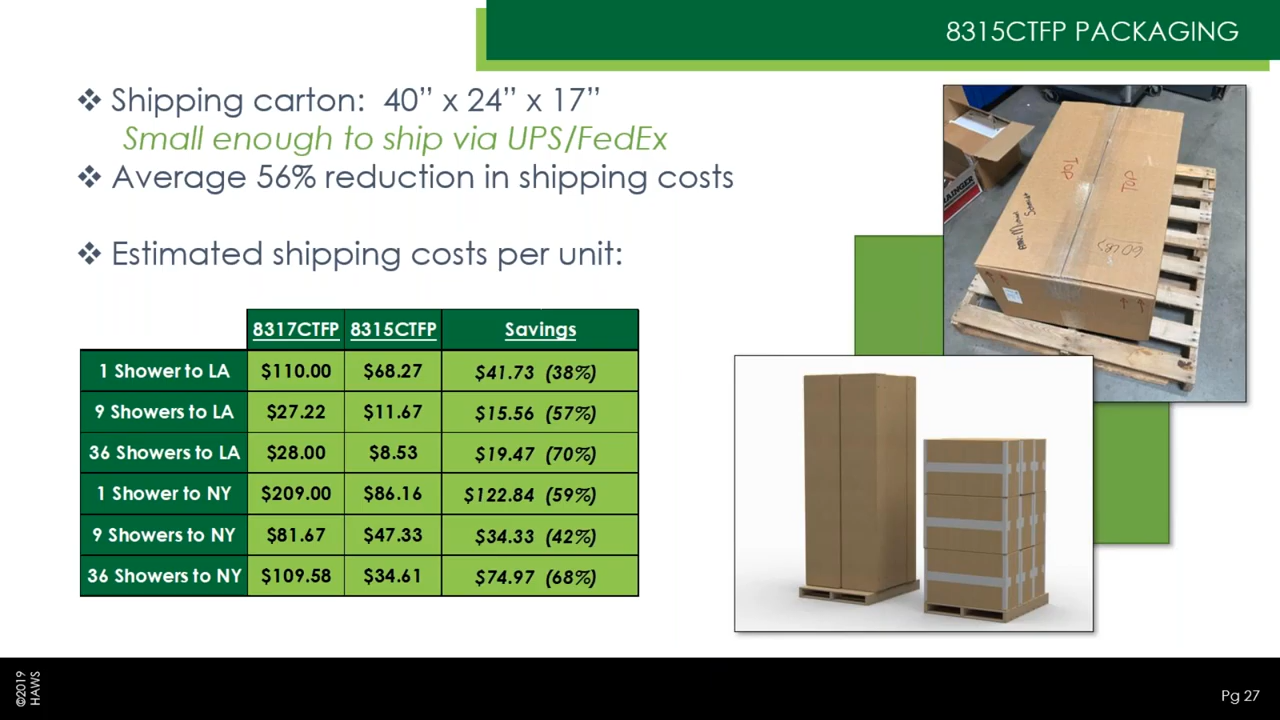 8315CTFP PACKAGING
❖ Shipping carton: 40” x 24” x 17”
Small enough to ship via UPS/FedEx
❖ Average 56% reduction in shipping costs
❖ Estimated shipping costs per unit:
8317CTFP 8315CTFP Savings
1 Shower to LA $110.00 $68.27 $41.73 (38%)
9 Showers to LA $27.22 $11.67 $15.56 (57%)
36 Showers to LA $28.00 $8.53 $19.47 (70%)
1 Shower to NY $209.00 $86.16 $122.84 (59%)
9 Showers to NY $81.67 $47.33 $34.33 (42%)
36 Showers to NY $109.58 $34.61 $74.97 (68%)
TOP
TOP
60 LBS
©2019
HAWS
Pg 27